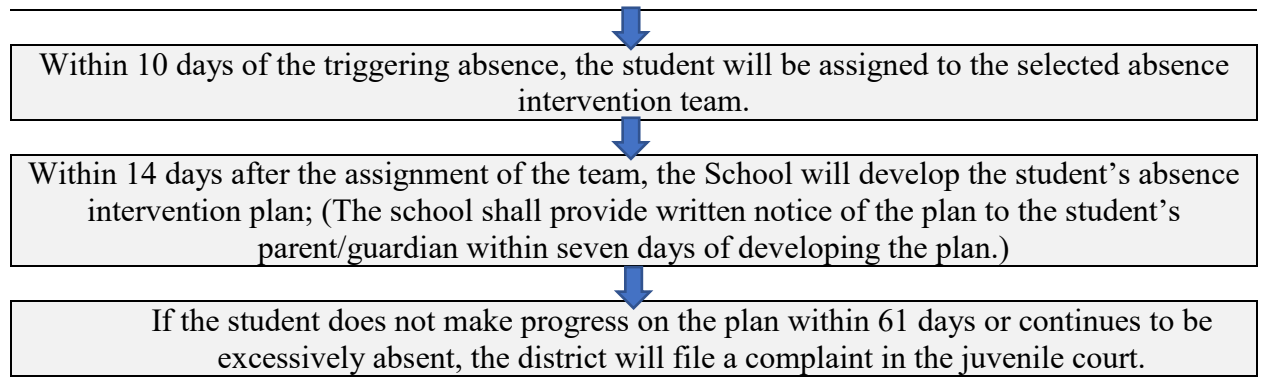 Within 10 days of the triggering absence, the student will be assigned to the selected absence
intervention team.
Within 14 days after the assignment of the team, the School will develop the student’s absence
intervention plan; (The school shall provide written notice of the plan to the student’s
parent/guardian within seven days of developing the plan.)
If the student does not make progress on the plan within 61 days or continues to be
excessively absent, the district will file a complaint in the juvenile court.